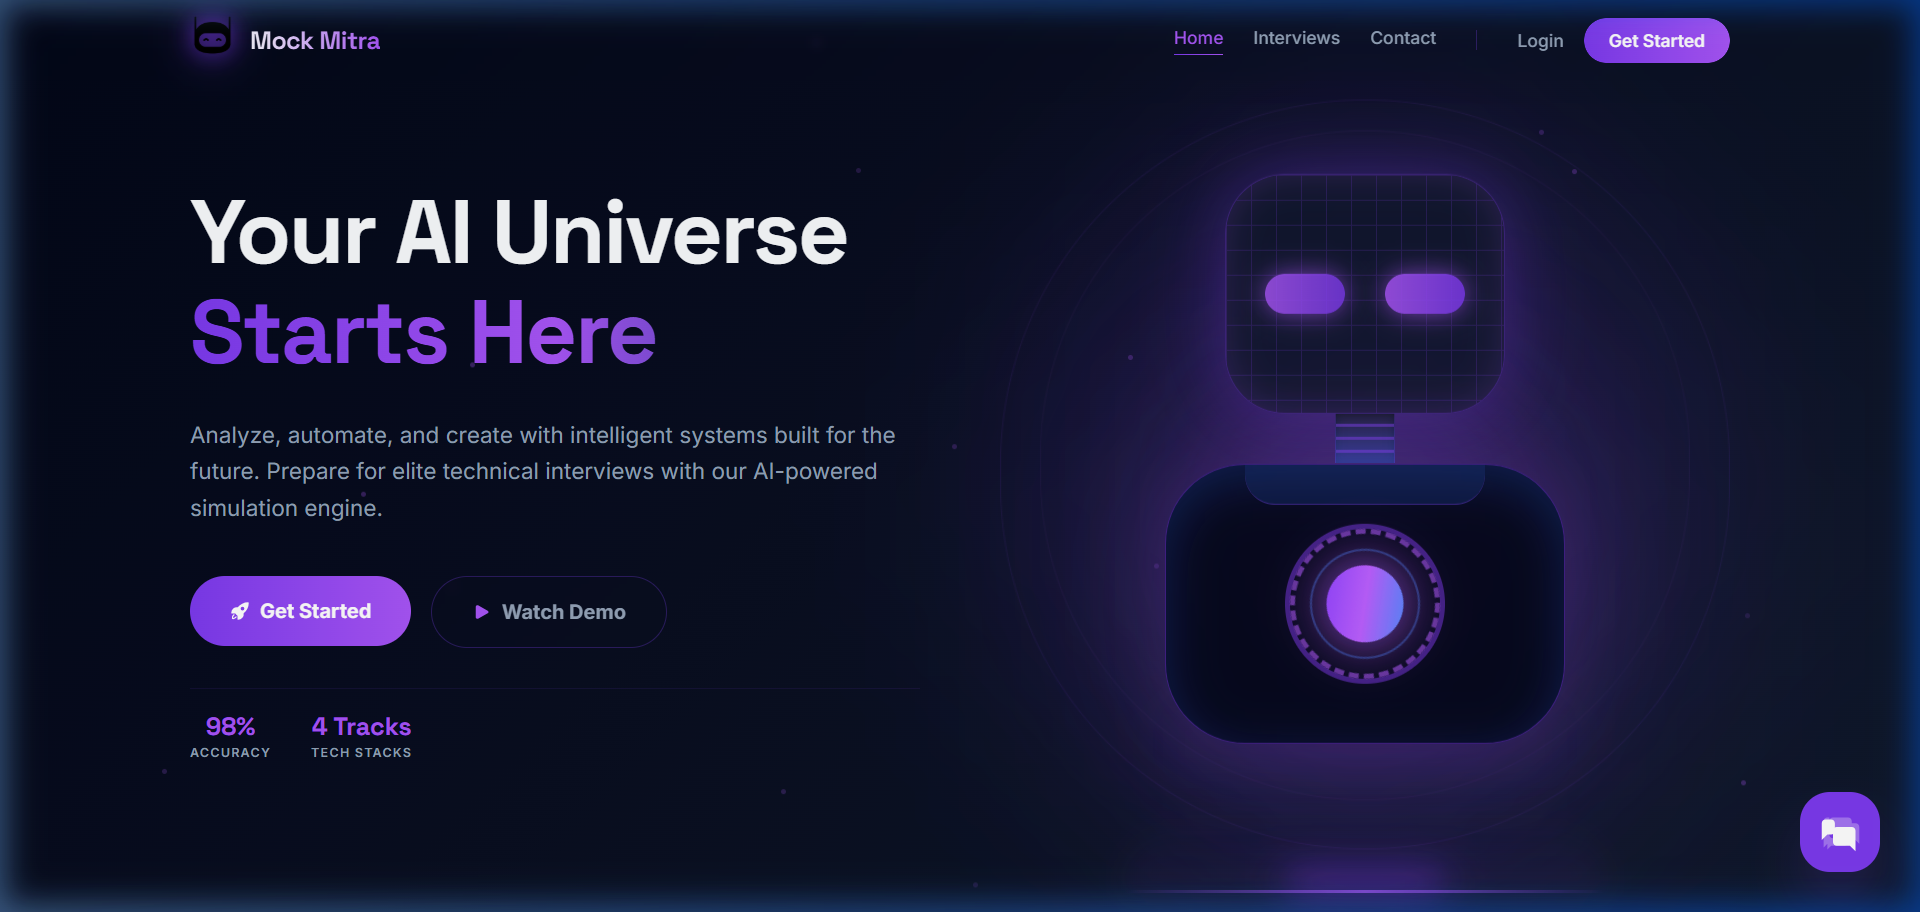 Mock Mitra
Home Interviews Contact Login Get Started
Your AI Universe
Starts Here
Analyze, automate, and create with intelligent systems built for the
future. Prepare for elite technical interviews with our AI-powered
simulation engine.
Get Started Watch Demo
98% 4 Tracks
ACCURACY TECH STACKS